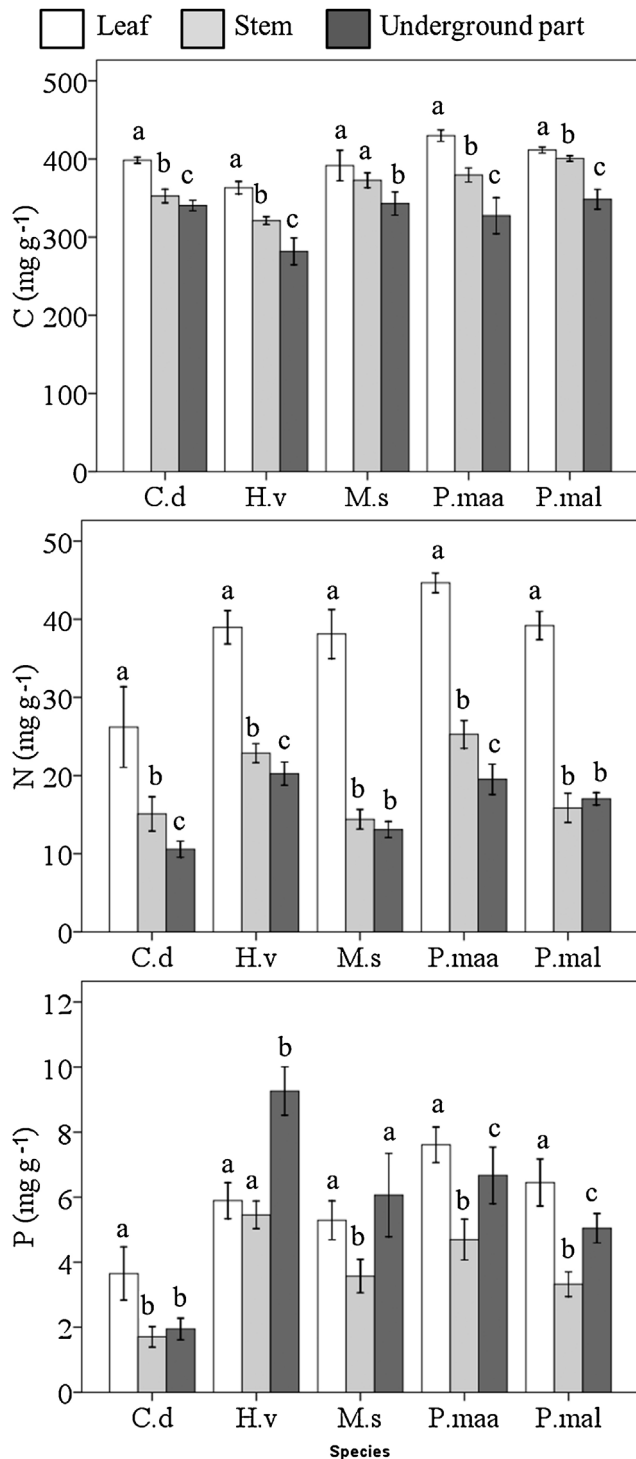 Leaf Stem Underground part
500
400
300
200
100
0
C (mg g-1)
a b c a b c a a b a b c a b c
C.d H.v M.s P.maa P.mal
50
40
30
20
10
0
N (mg g-1)
a b c a b c a b b a b c a b b
C.d H.v M.s P.maa P.mal
12
10
8
6
4
2
0
P (mg g-1)
a b b a a b a b a a b c a b c
C.d H.v M.s P.maa P.mal
Species